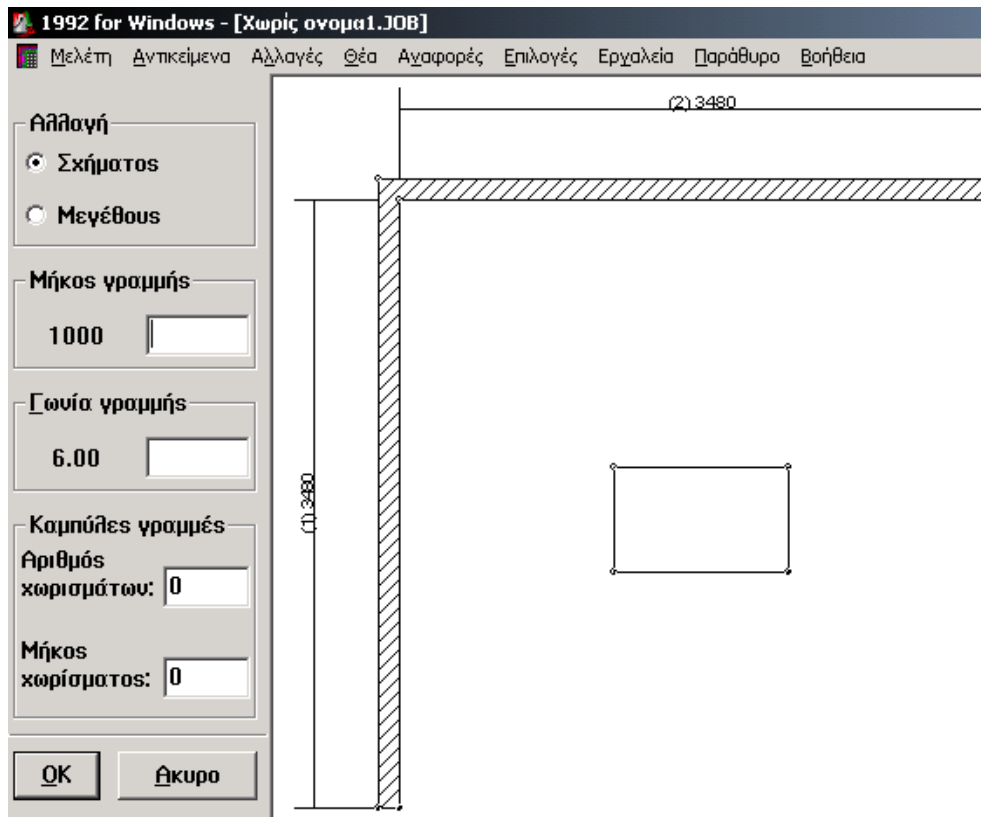 1992 for Windows - [Χωρίς ονομα1.JOB]
Μελέτη Αντικείμενα Αλλαγές Θέα Αναφορές Επιλογές Εργαλεία Παράθυρο Βοήθεια
Αλλαγή
Σχήματος
Μεγέθους
Μήκος γραμμής
1000
Γωνία γραμμής
6.00
Καμπύλες γραμμές
Αριθμός
χωρισμάτων: 0
Μήκος
χωρίσματος: 0
OK Ακυρο
(2) 3480
(1) 3480